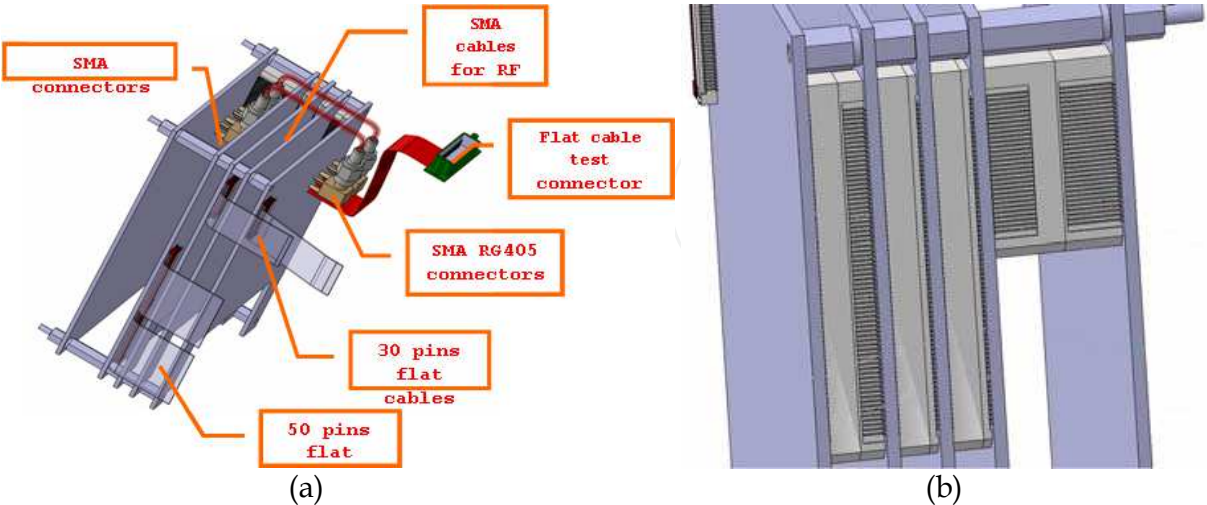 SMA
cables
for RF
SMA
connectors
Flat cable
test
connector
SMA RG405
connectors
30 pins
flat
cables
50 pins
flat
(a)
(b)